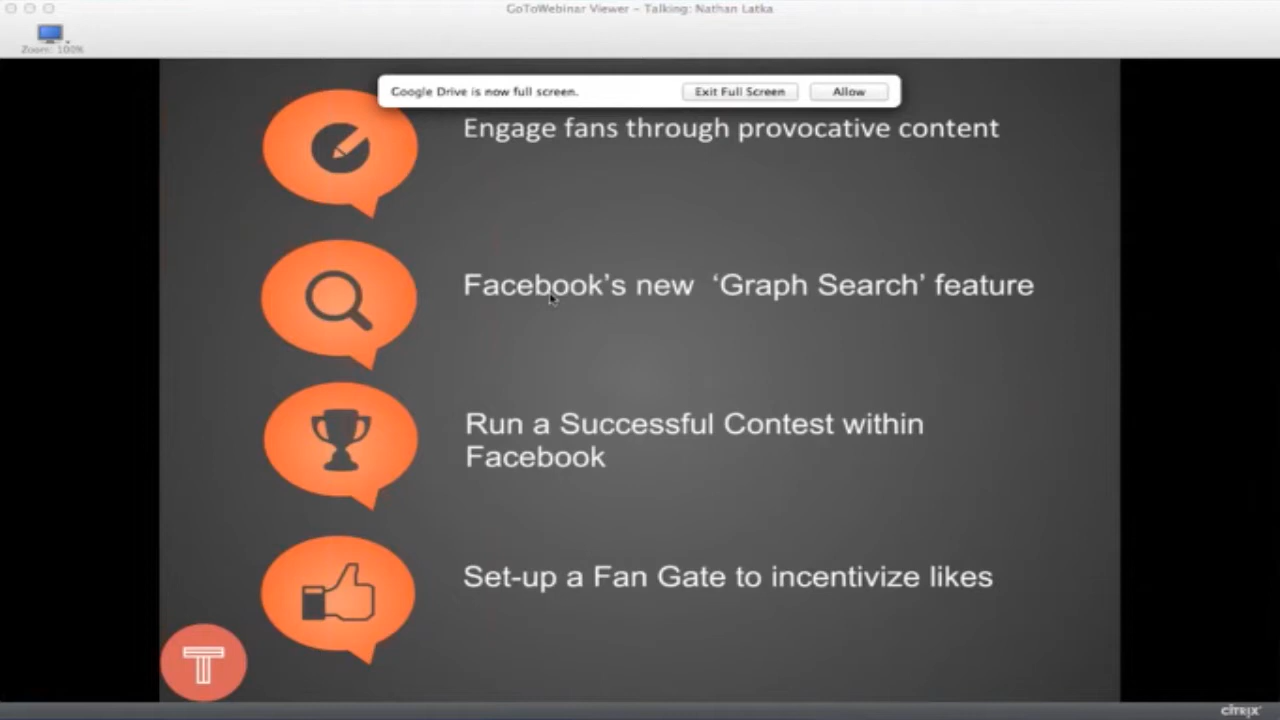 GoToWebinar Viewer – Talking: Nathan Latka
Zoom: 100%
Google Drive is now full screen.
Exit Full Screen
Allow
Engage fans through provocative content
Facebook's new ‘Graph Search’ feature
Run a Successful Contest within
Facebook
Set-up a Fan Gate to incentivize likes
T
CİTRIX